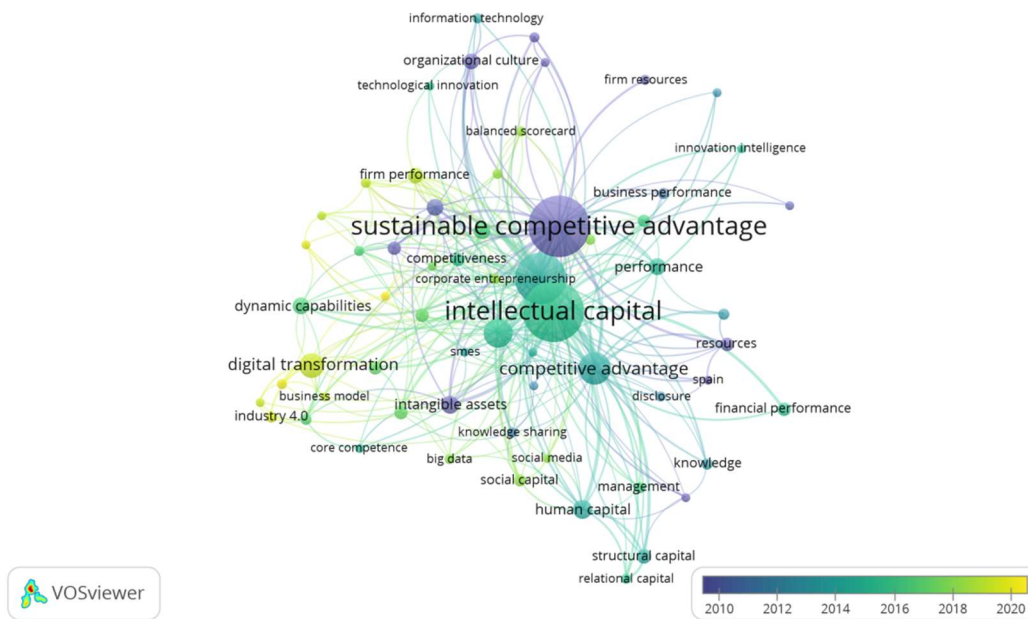 information technology
organizational culture
technological innovation
firm resources
balanced scorecard
innovation intelligence
firm performance
business performance
sustainable competitive advantage
competitiveness
performance
corporate entrepreneurship
dynamic capabilities
intellectual capital
resources
smes
digital transformation
competitive advantage
spain
business model
disclosure
intangible assets
financial performance
industry 4.0
knowledge sharing
core competence
big data
social media
knowledge
social capital
management
human capital
structural capital
relational capital
VOSviewer
2010 2012 2014 2016 2018 2020